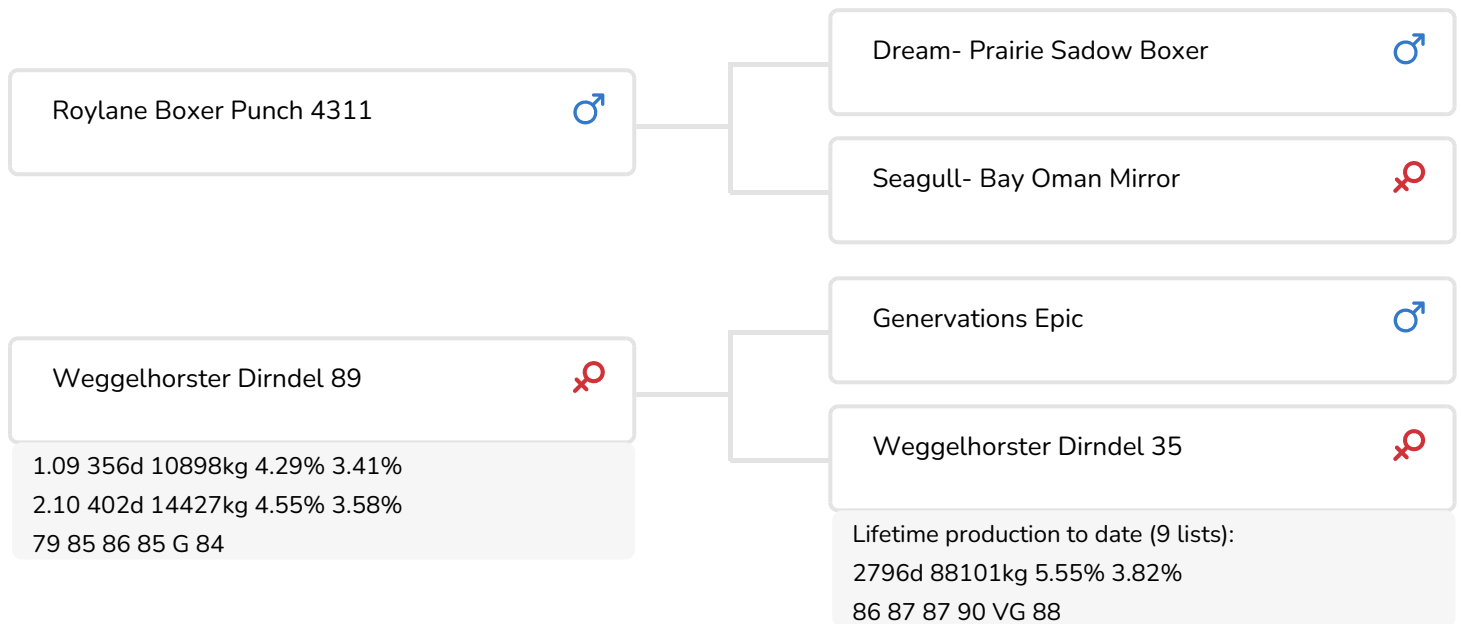 Roylane Boxer Punch 4311
Dream- Prairie Sadow Boxer
Seagull- Bay Oman Mirror
Weggelhorster Dirndel 89
1.09 356d 10898kg 4.29% 3.41%
2.10 402d 14427kg 4.55% 3.58%
79 85 86 85 G 84
Genervations Epic
Weggelhorster Dirndel 35
Lifetime production to date (9 lists):
2796d 88101kg 5.55% 3.82%
86 87 87 90 VG 88